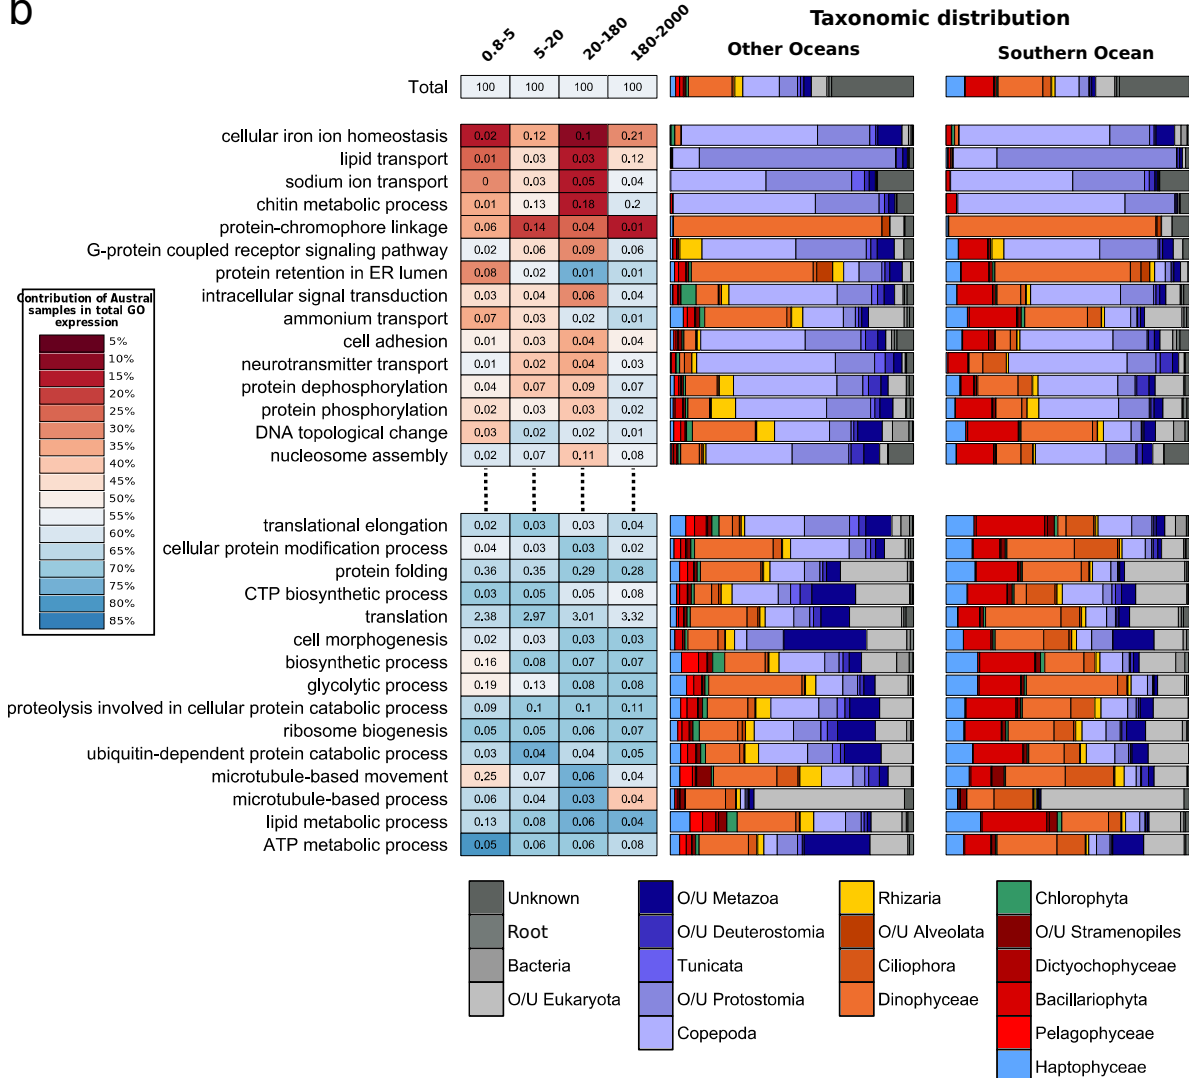 b
Taxonomic distribution
0.8-5 5-20 20-180 180-2000
Other Oceans Southern Ocean
Total 100 100 100 100
cellular iron ion homeostasis 0.02 0.12 0.1 0.21
lipid transport 0.01 0.03 0.03 0.12
sodium ion transport 0 0.03 0.05 0.04
chitin metabolic process 0.01 0.13 0.18 0.2
protein-chromophore linkage 0.06 0.14 0.04 0.01
G-protein coupled receptor signaling pathway 0.02 0.06 0.09 0.06
protein retention in ER lumen 0.08 0.02 0.01 0.01
intracellular signal transduction 0.03 0.04 0.06 0.04
ammonium transport 0.07 0.03 0.02 0.01
cell adhesion 0.01 0.03 0.04 0.04
neurotransmitter transport 0.01 0.02 0.04 0.03
protein dephosphorylation 0.04 0.07 0.09 0.07
protein phosphorylation 0.02 0.03 0.03 0.02
DNA topological change 0.03 0.02 0.02 0.01
nucleosome assembly 0.02 0.07 0.11 0.08
Contribution of Austral
samples in total GO
expression
5%
10%
15%
20%
25%
30%
35%
40%
45%
50%
55%
60%
65%
70%
75%
80%
85%
translational elongation 0.02 0.03 0.03 0.04
cellular protein modification process 0.04 0.03 0.03 0.02
protein folding 0.36 0.35 0.29 0.28
CTP biosynthetic process 0.03 0.05 0.05 0.08
translation 2.38 2.97 3.01 3.32
cell morphogenesis 0.02 0.03 0.03 0.03
biosynthetic process 0.16 0.08 0.07 0.07
glycolytic process 0.19 0.13 0.08 0.08
proteolysis involved in cellular protein catabolic process 0.09 0.1 0.1 0.11
ribosome biogenesis 0.05 0.05 0.06 0.07
ubiquitin-dependent protein catabolic process 0.03 0.04 0.04 0.05
microtubule-based movement 0.25 0.07 0.06 0.04
microtubule-based process 0.06 0.04 0.03 0.04
lipid metabolic process 0.13 0.08 0.06 0.04
ATP metabolic process 0.05 0.06 0.06 0.08
Unknown O/U Metazoa Rhizaria Chlorophyta
Root O/U Deuterostomia O/U Alveolata O/U Stramenopiles
Bacteria Tunicata Ciliophora Dictyochophyceae
O/U Eukaryota O/U Protostomia Dinophyceae Bacillariophyta
Copepoda Pelagophyceae
Haptophyceae